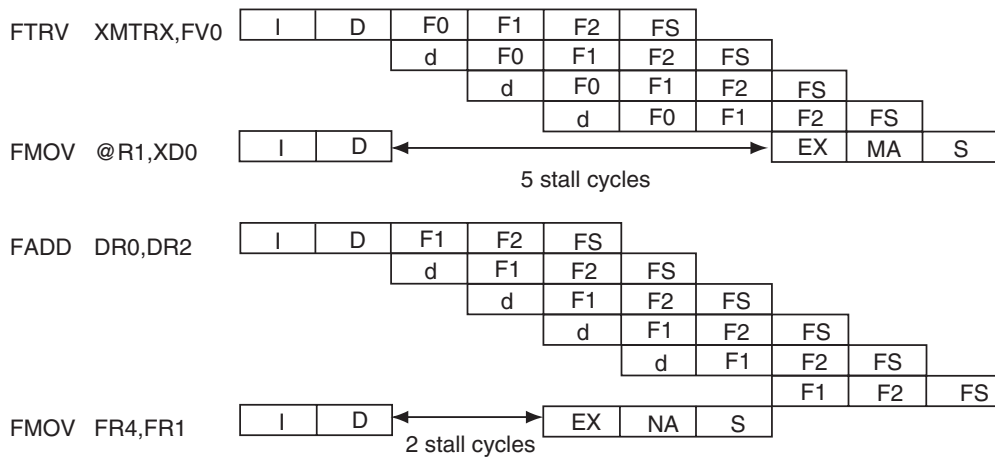 FTRV XMTRX,FV0 I D F0 F1 F2 FS
d F0 F1 F2 FS
d F0 F1 F2 FS
d F0 F1 F2 FS
FMOV @R1,XD0 I D EX MA S
5 stall cycles
FADD DR0,DR2 I D F1 F2 FS
d F1 F2 FS
d F1 F2 FS
d F1 F2 FS
d F1 F2 FS
F1 F2 FS
FMOV FR4,FR1 I D EX NA S
2 stall cycles